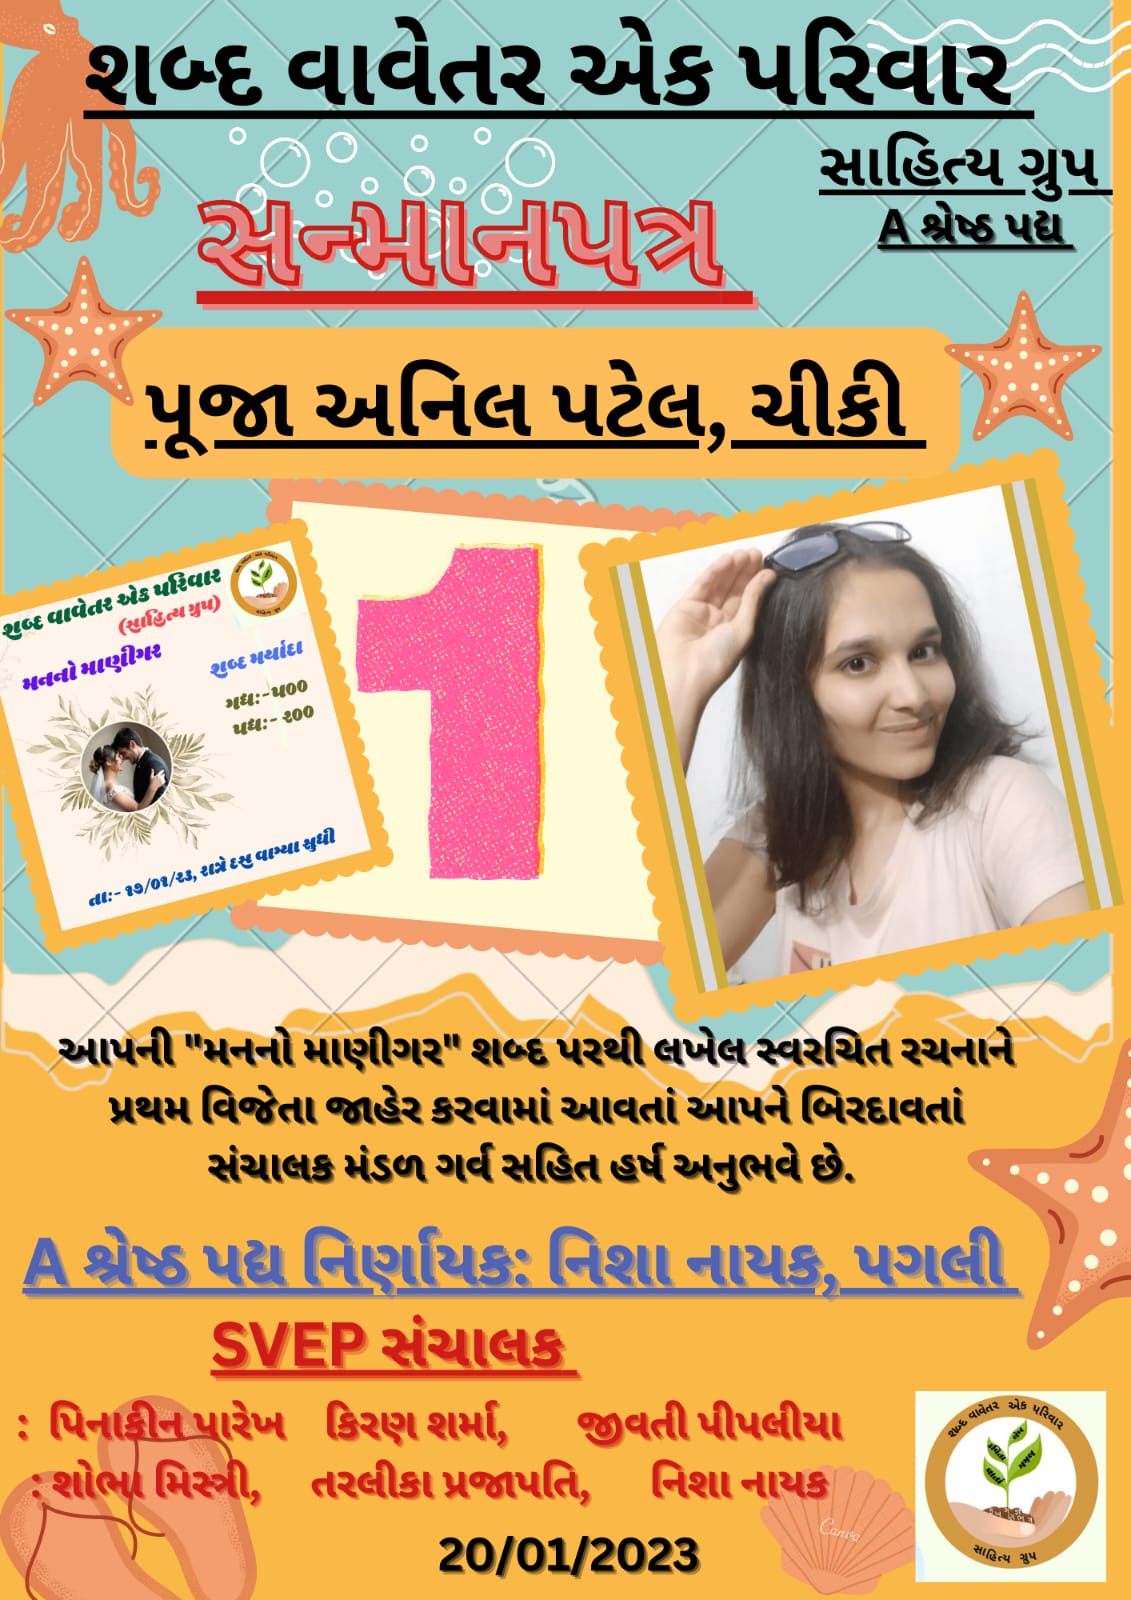 શબ્દ વાવેતર એક પરિવાર
સાહિત્ય ગ્રુપ
A શ્રેષ્ઠ પદ્ય
સન્માનપત્ર
પૂજા અનિલ પટેલ, ચીકી
શબ્દ વાવેતર એક પરિવાર
(સાહિત્ય ગ્રુપ)
મનનો માણીગર
શબ્દ મર્યાદા
ગદ્ય:-૫૦૦
પદ્ય:- ૨૦૦
તા:- ૧૭/૦૧/૨૩, રાત્રે દસ વાગ્યા સુધી
1
આપની "મનનો માણીગર" શબ્દ પરથી લખેલ સ્વરચિત રચનાને
પ્રથમ વિજેતા જાહેર કરવામાં આવતાં આપને બિરદાવતાં
સંચાલક મંડળ ગર્વ સહિત હર્ષ અનુભવે છે.
A શ્રેષ્ઠ પદ્ય નિર્ણાયક: નિશા નાયક, પગલી
SVEP સંચાલક
: પિનાકીન પારેખ કિરણ શર્મા, જીવતી પીપલીયા
: શોભા મિસ્ત્રી, તરલીકા પ્રજાપતિ, નિશા નાયક
Canva
20/01/2023
શબ્દ વાવેતર એક પરિવાર
સાહિત્ય ગ્રુપ